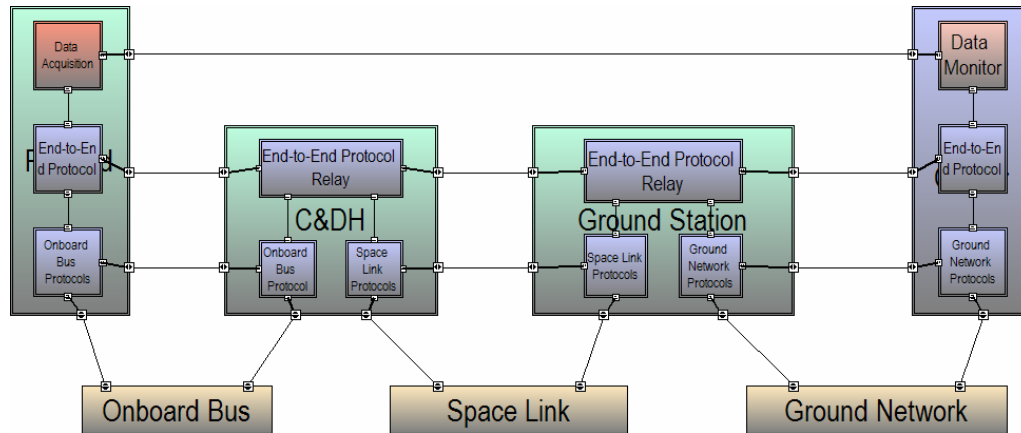 Data
Acquisition
Data
Monitor
End-to-En
d Protocol
End-to-End Protocol
Relay
End-to-End Protocol
Relay
End-to-En
d Protocol
C&DH
Ground Station
Onboard
Bus
Protocols
Onboard
Bus
Protocol
Space
Link
Protocols
Space Link
Protocols
Ground
Network
Protocols
Ground
Network
Protocols
Onboard Bus
Space Link
Ground Network